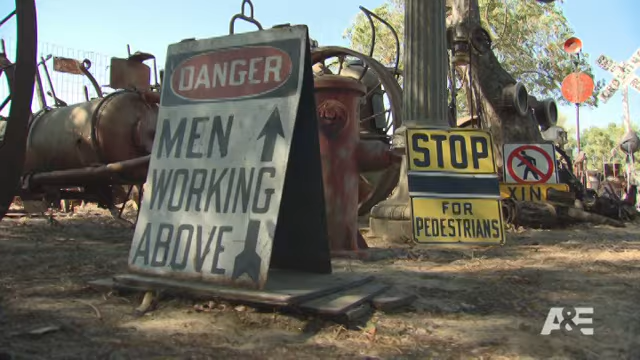 DANGER
MEN
WORKING
ABOVE
STOP
FOR
PEDESTRIANS
XING
A&E